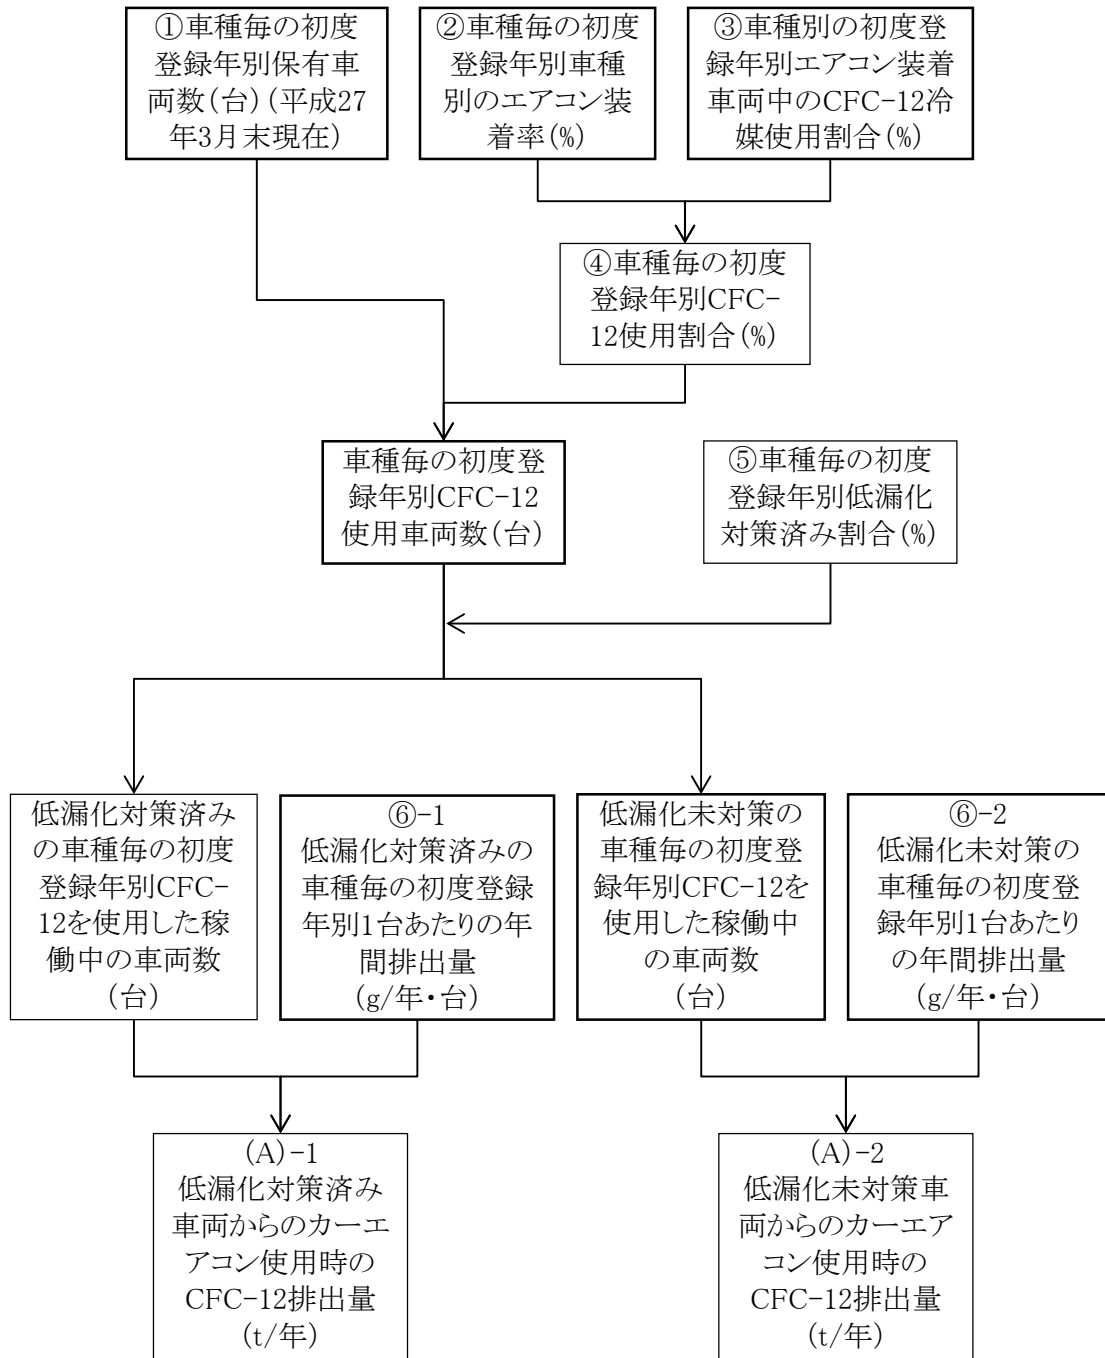 ①車種毎の初度
登録年別保有車
両数(台)(平成27
年3月末現在)
②車種毎の初度
登録年別車種
別のエアコン装
着率(%)
③車種別の初度登
録年別エアコン装着
車両中のCFC-12冷
媒使用割合(%)
④車種毎の初度
登録年別CFC-
12使用割合(%)
車種毎の初度登
録年別CFC-12
使用車両数(台)
⑤車種毎の初度
登録年別低漏化
対策済み割合(%)
低漏化対策済み
の車種毎の初度
登録年別CFC-
12を使用した稼
働中の車両数
(台)
⑥-1
低漏化対策済みの
車種毎の初度登録
年別1台あたりの年
間排出量
(g/年・台)
低漏化未対策の
車種毎の初度登
録年別CFC-12を
使用した稼働中
の車両数
(台)
⑥-2
低漏化未対策の
車種毎の初度登
録年別1台あたり
の年間排出量
(g/年・台)
(A)-1
低漏化対策済み
車両からのカーエ
アコン使用時の
CFC-12排出量
(t/年)
(A)-2
低漏化未対策車
両からのカーエア
コン使用時の
CFC-12排出量
(t/年)